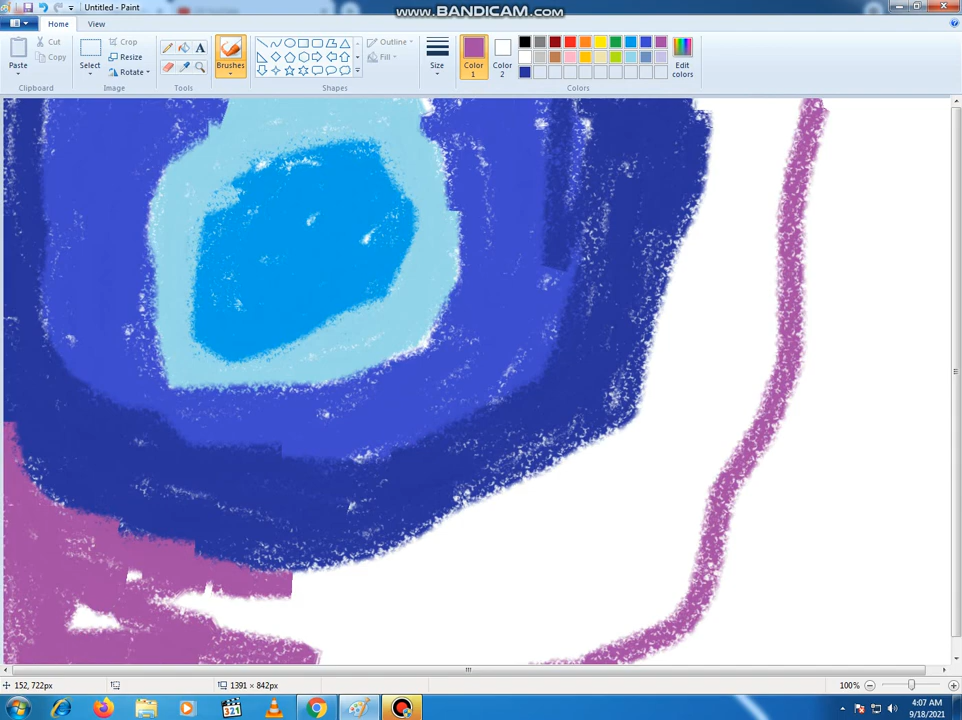 Untitled - Paint
www.BANDICAM.com
Home View
Cut
Copy
Paste
Clipboard
Select
Crop
Resize
Rotate
Image
A
Tools
Brushes
Outline
Fill
Shapes
Size
Color
1
Color
2
Edit
colors
Colors
152, 722px
1391 × 842px
100%
321
4:07 AM
9/18/2021